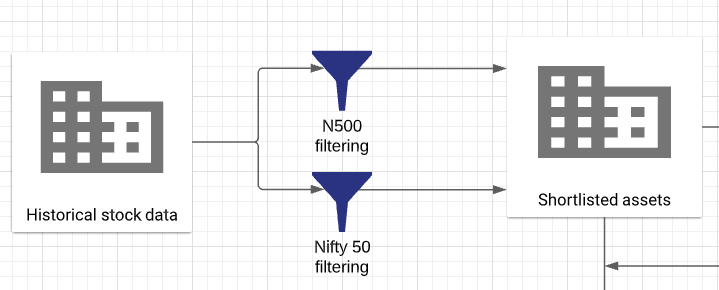 Historical stock data
N500
filtering
Nifty 50
filtering
Shortlisted assets